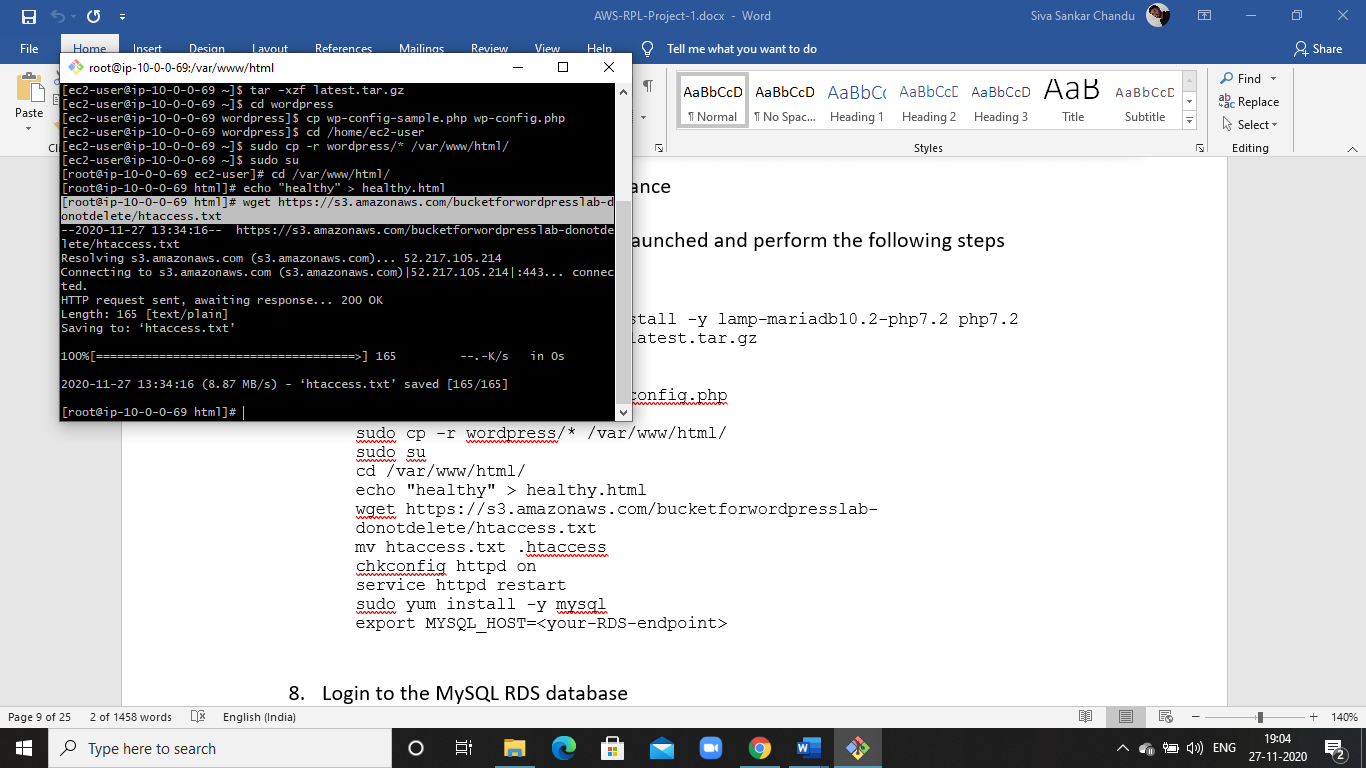 AWS-RPL-Project-1.docx - Word
Siva Sankar Chandu
File Home Insert Design Layout References Mailings Review View Help Tell me what you want to do Share
root@ip-10-0-0-69:/var/www/html
[ec2-user@ip-10-0-0-69 ~]$ tar -xzf latest.tar.gz
[ec2-user@ip-10-0-0-69 ~]$ cd wordpress
[ec2-user@ip-10-0-0-69 wordpress]$ cp wp-config-sample.php wp-config.php
[ec2-user@ip-10-0-0-69 wordpress]$ cd /home/ec2-user
[ec2-user@ip-10-0-0-69 ~]$ sudo cp -r wordpress/* /var/www/html/
[ec2-user@ip-10-0-0-69 ~]$ sudo su
[root@ip-10-0-0-69 ec2-user]# cd /var/www/html/
[root@ip-10-0-0-69 html]# echo "healthy" > healthy.html
[root@ip-10-0-0-69 html]# wget https://s3.amazonaws.com/bucketforwordpresslab-d
onotdelete/htaccess.txt
--2020-11-27 13:34:16-- https://s3.amazonaws.com/bucketforwordpresslab-donotde
lete/htaccess.txt
Resolving s3.amazonaws.com (s3.amazonaws.com)... 52.217.105.214
Connecting to s3.amazonaws.com (s3.amazonaws.com)|52.217.105.214|:443... connec
ted.
HTTP request sent, awaiting response... 200 OK
Length: 165 [text/plain]
Saving to: ‘htaccess.txt’
100%[=====================================>] 165 --.-K/s in 0s
2020-11-27 13:34:16 (8.87 MB/s) - ‘htaccess.txt’ saved [165/165]
[root@ip-10-0-0-69 html]#
Paste
AaBbCcD AaBbCcD AaBbCc AaBbCcD AaBbCcD AaB AaBbCcD
¶ Normal ¶ No Spac... Heading 1 Heading 2 Heading 3 Title Subtitle
Styles
Find
Replace
Select
Editing
ance
aunched and perform the following steps
stall -y lamp-mariadb10.2-php7.2 php7.2
latest.tar.gz
config.php
sudo cp -r wordpress/* /var/www/html/
sudo su
cd /var/www/html/
echo "healthy" > healthy.html
wget https://s3.amazonaws.com/bucketforwordpresslab-
donotdelete/htaccess.txt
mv htaccess.txt .htaccess
chkconfig httpd on
service httpd restart
sudo yum install -y mysql
export MYSQL_HOST=<your-RDS-endpoint>
8. Login to the MySQL RDS database
Page 9 of 25 2 of 1458 words English (India) 140%
Type here to search
ENG
19:04
27-11-2020
2